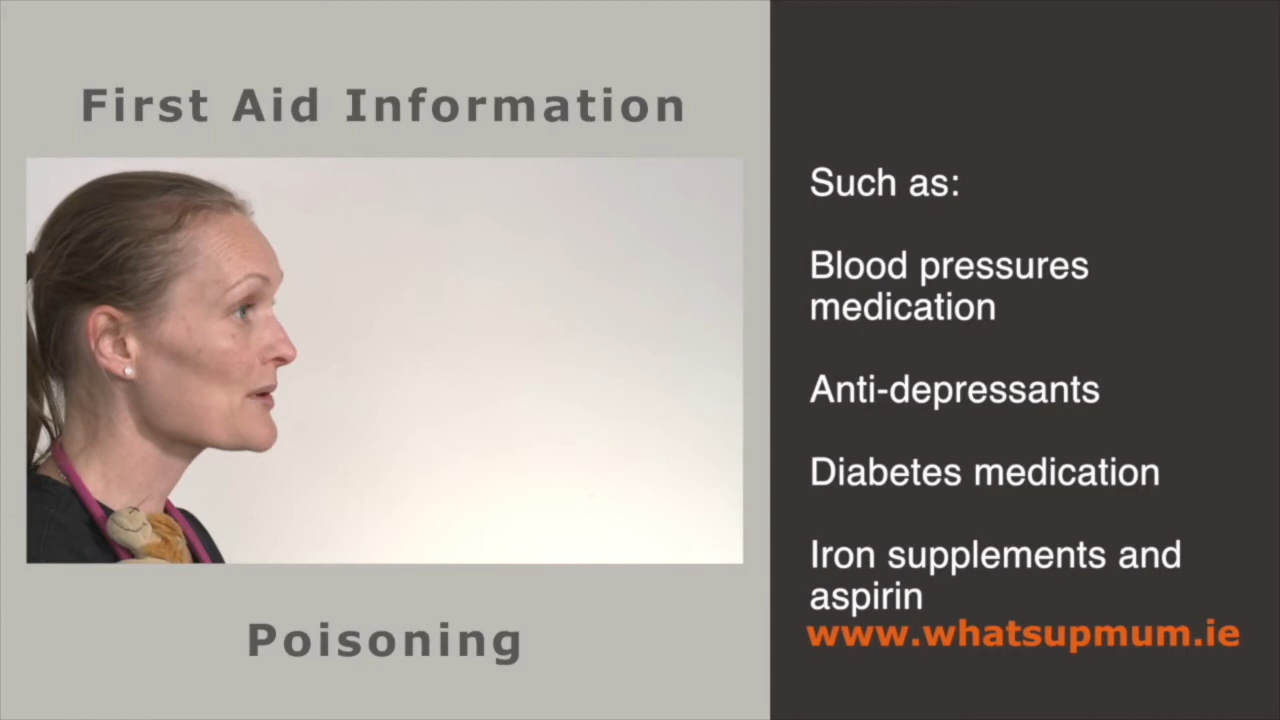 First Aid Information
Such as:
Blood pressures
medication
Anti-depressants
Diabetes medication
Iron supplements and
aspirin
www.whatsupmum.ie
Poisoning